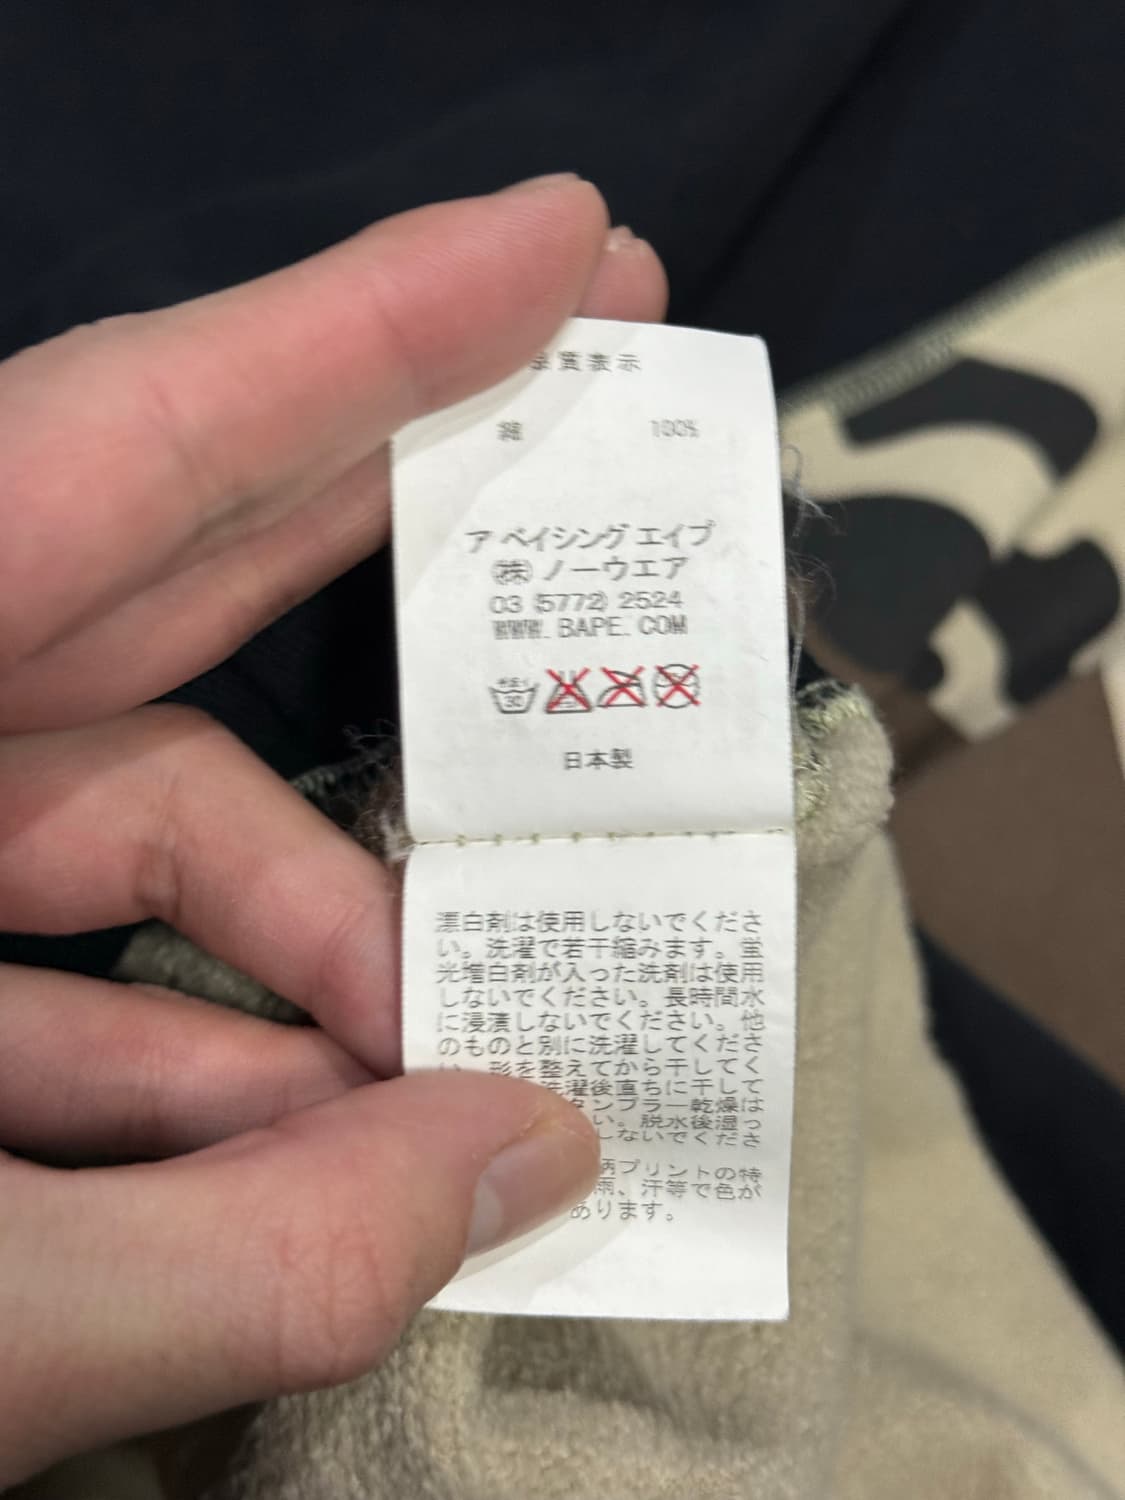 品質表示
綿 100%
ア ベイシング エイプ
(株) ノーウエア
03 (5772) 2524
WWW. BAPE. COM
30
日本製
漂白剤は使用しないでくださ
い。洗濯で若干縮みます。蛍
光増白剤が入った洗剤は使用
しないでください。長時間水
に浸漬しないでください。他
のものと別に洗濯してくださ
い。形を整えてから干してく
洗濯後直ちに干して
タンブラー乾燥は
い。脱水後湿っ
しないでくださ
柄プリントの特
雨、汗等で色が
あります。